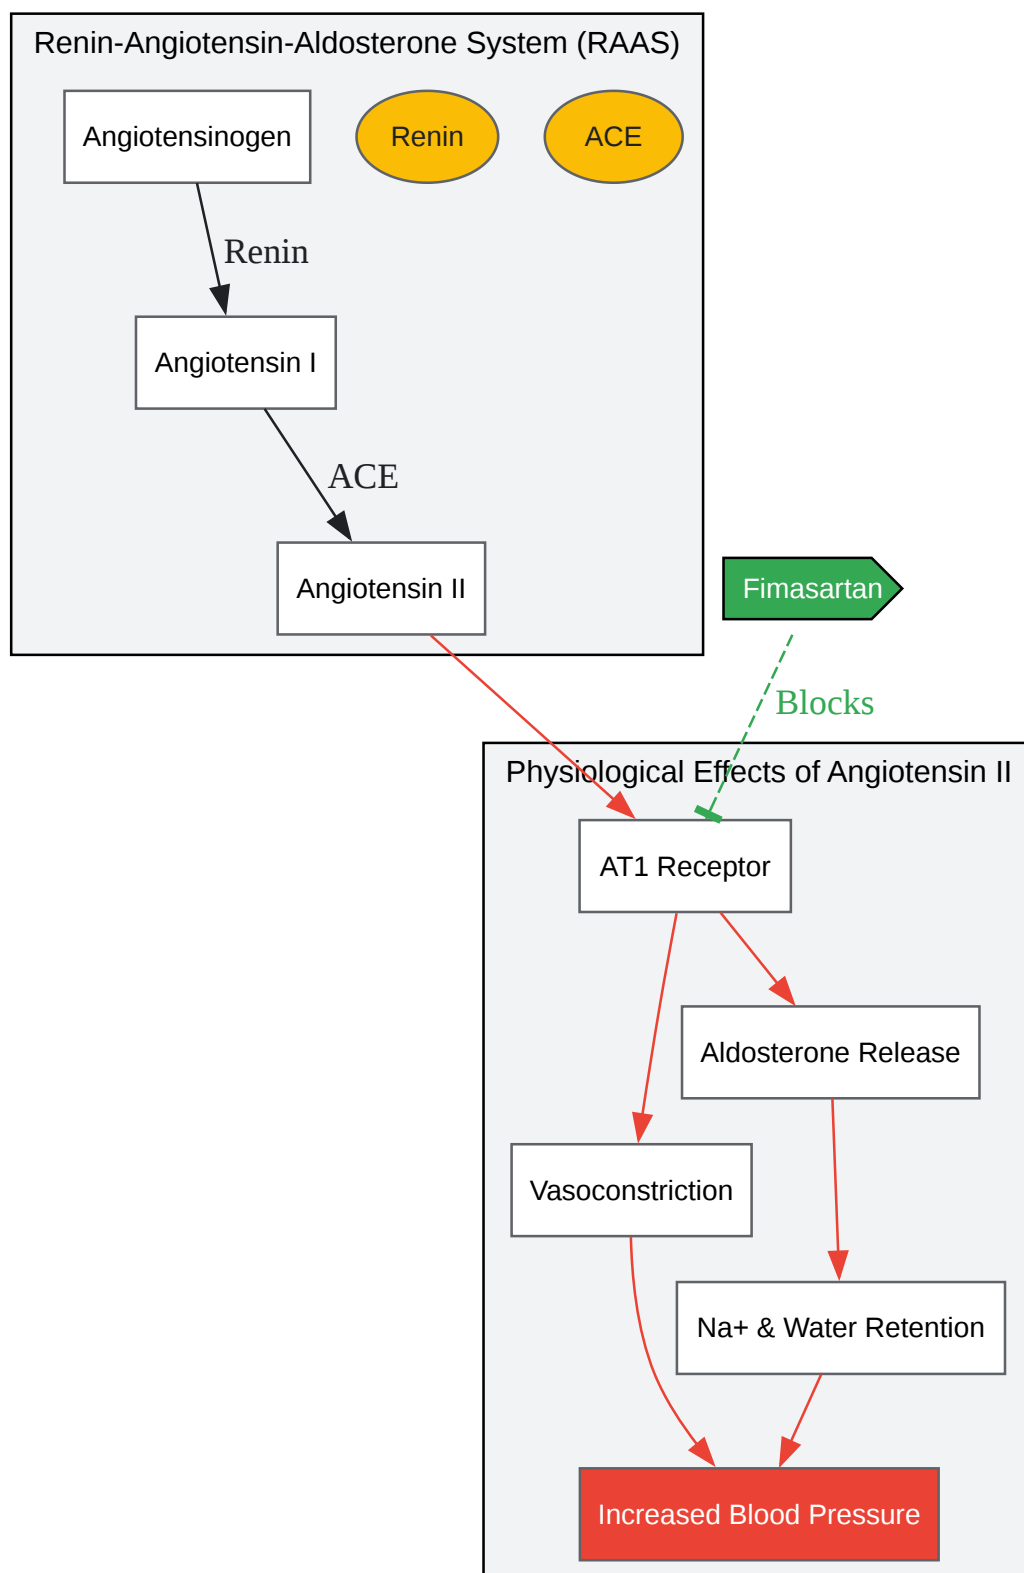 Renin-Angiotensin-Aldosterone System (RAAS)
Angiotensinogen
Renin
ACE
Renin
Angiotensin I
ACE
Angiotensin II
Fimasartan
Blocks
Physiological Effects of Angiotensin II
AT1 Receptor
Aldosterone Release
Vasoconstriction
Na+ & Water Retention
Increased Blood Pressure